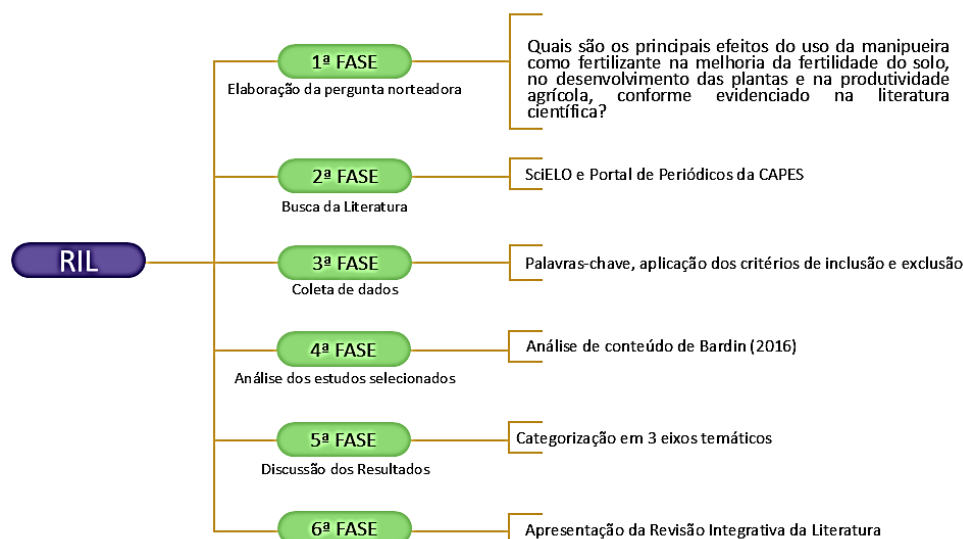 1ª FASE
Elaboração da pergunta norteadora
Quais são os principais efeitos do uso da manipueira
como fertilizante na melhoria da fertilidade do solo,
no desenvolvimento das plantas e na produtividade
agrícola, conforme evidenciado na literatura
científica?
2ª FASE
Busca da Literatura
SciELO e Portal de Periódicos da CAPES
RIL
3ª FASE
Coleta de dados
Palavras-chave, aplicação dos critérios de inclusão e exclusão
4ª FASE
Análise dos estudos selecionados
Análise de conteúdo de Bardin (2016)
5ª FASE
Discussão dos Resultados
Categorização em 3 eixos temáticos
6ª FASE
Apresentação da Revisão Integrativa da Literatura